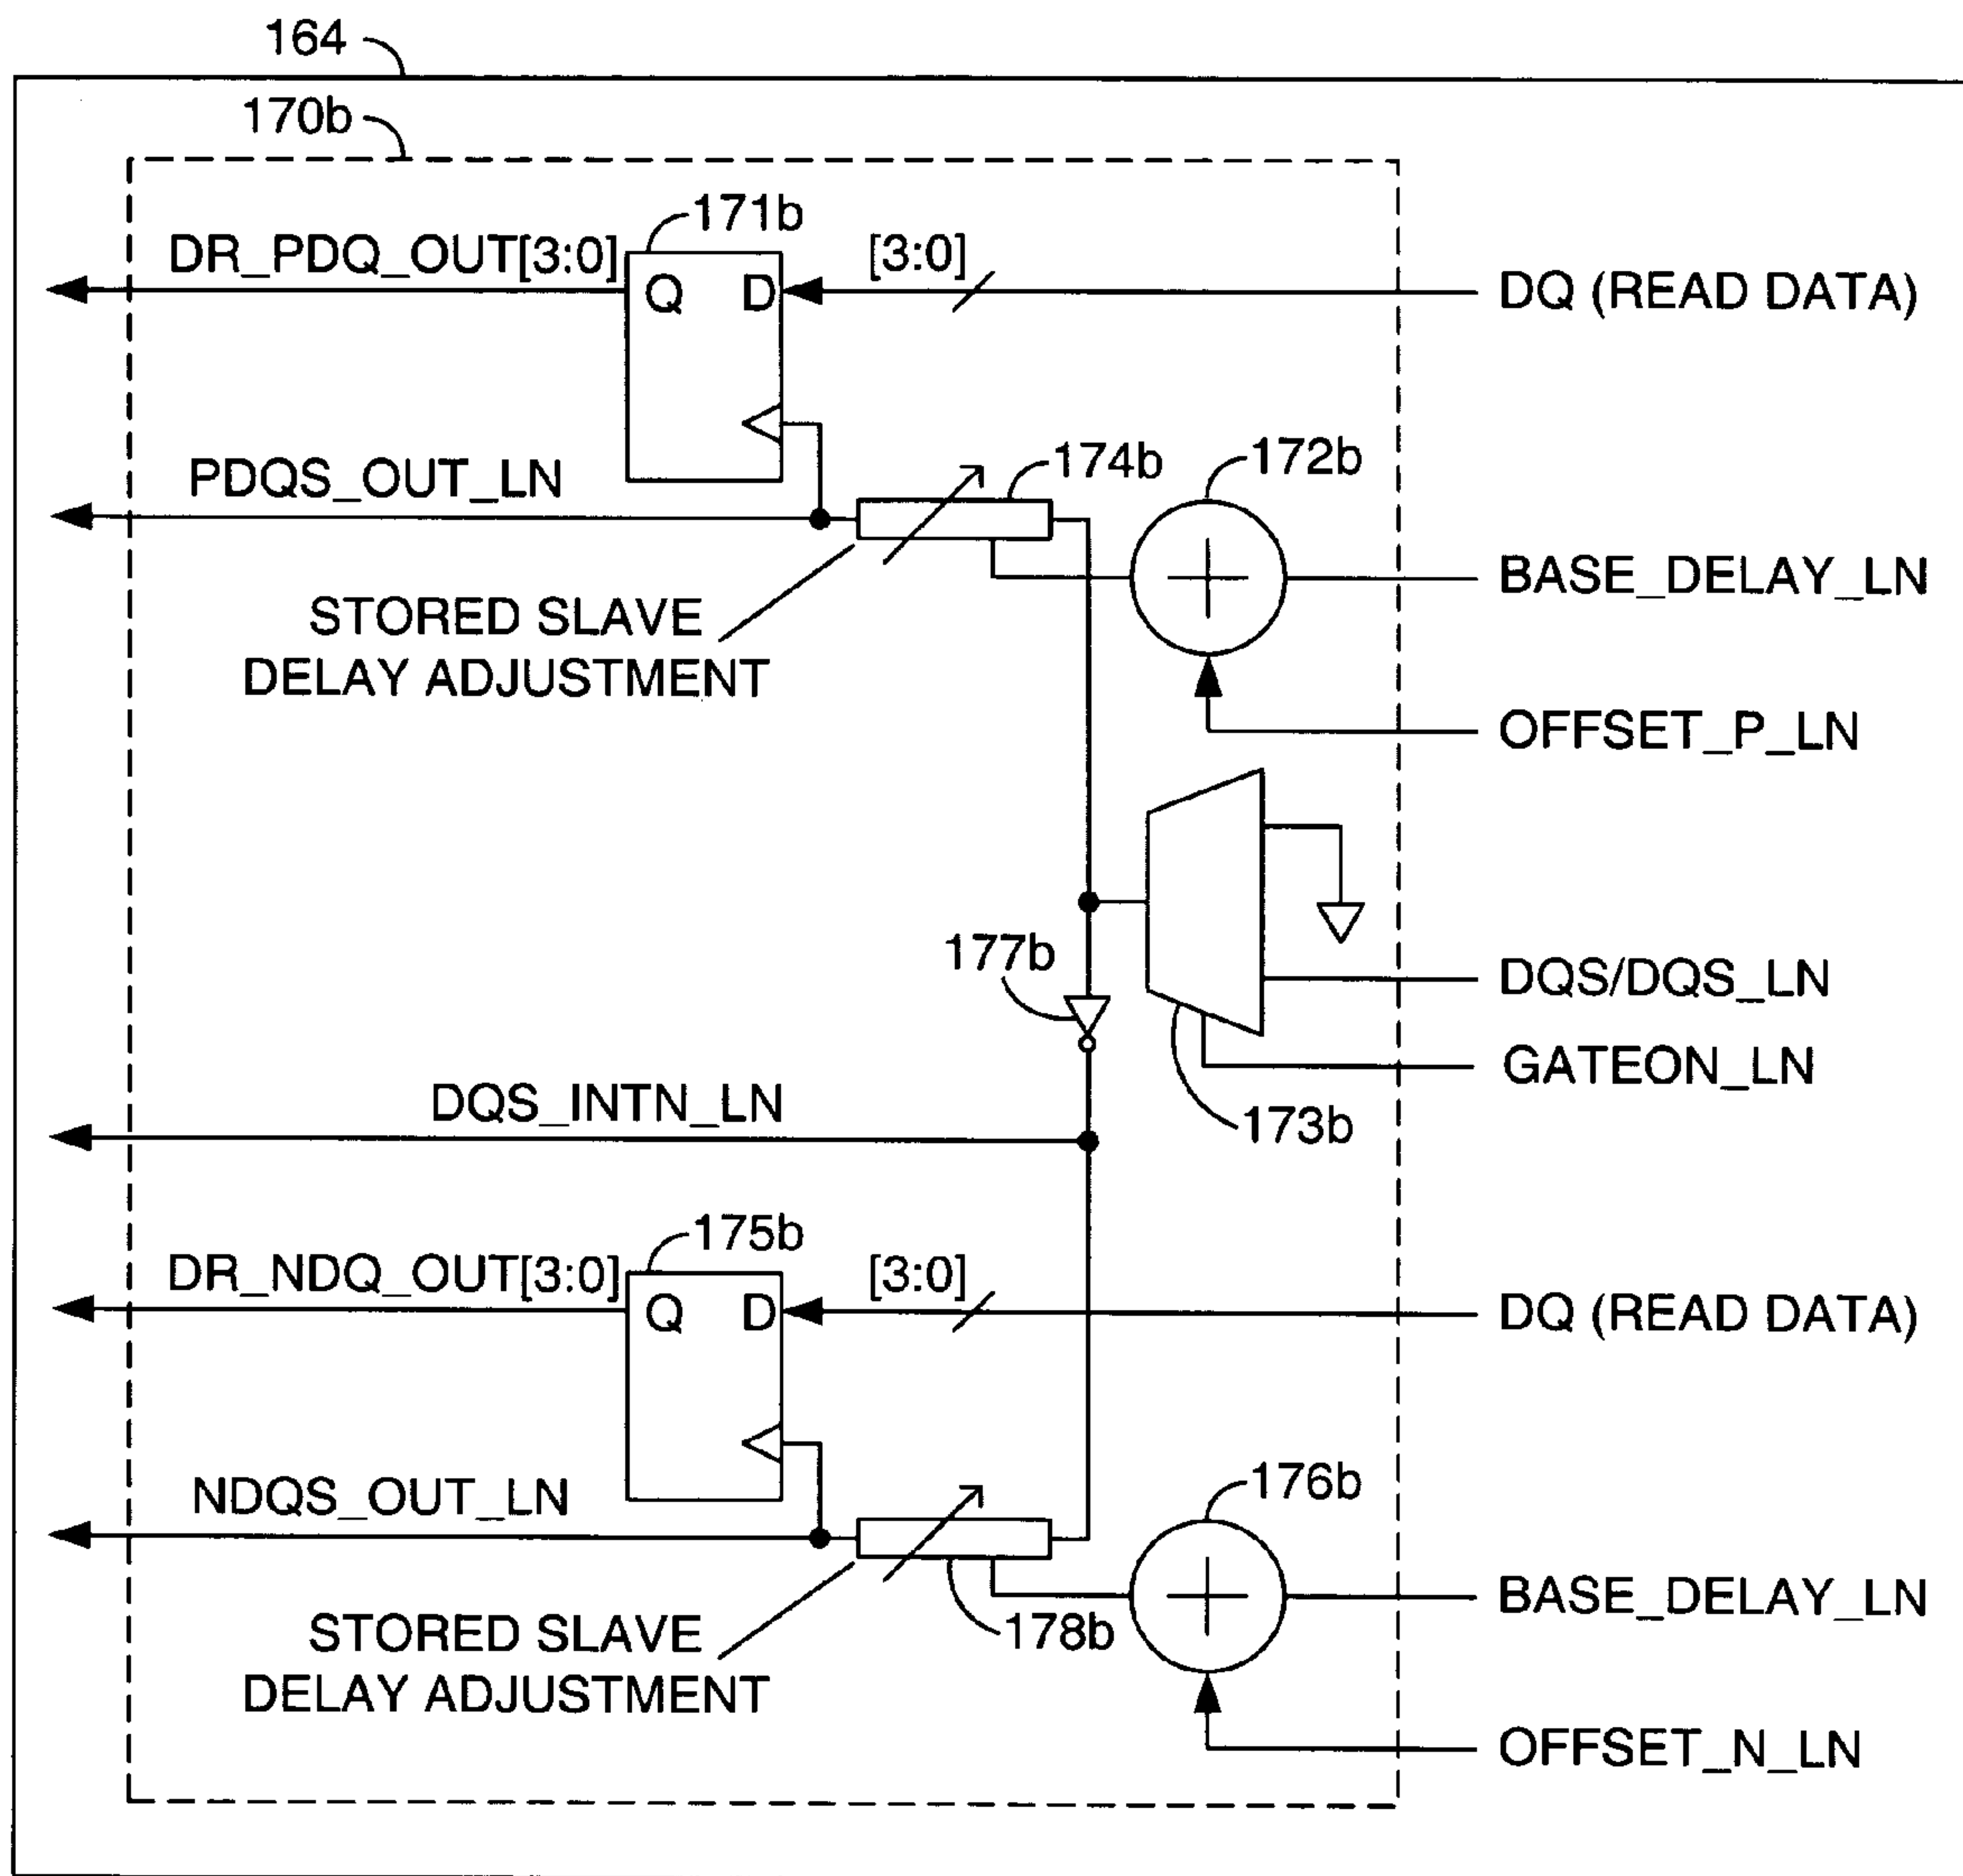 164
170b
171b
DR_PDQ_OUT[3:0]
[3:0]
Q D
DQ (READ DATA)
PDQS_OUT_LN
174b
172b
BASE_DELAY_LN
STORED SLAVE
DELAY ADJUSTMENT
OFFSET_P_LN
177b
DQS/DQS_LN
GATEON_LN
DQS_INTN_LN
173b
175b
DR_NDQ_OUT[3:0]
[3:0]
Q D
DQ (READ DATA)
NDQS_OUT_LN
176b
BASE_DELAY_LN
STORED SLAVE
178b
DELAY ADJUSTMENT
OFFSET_N_LN